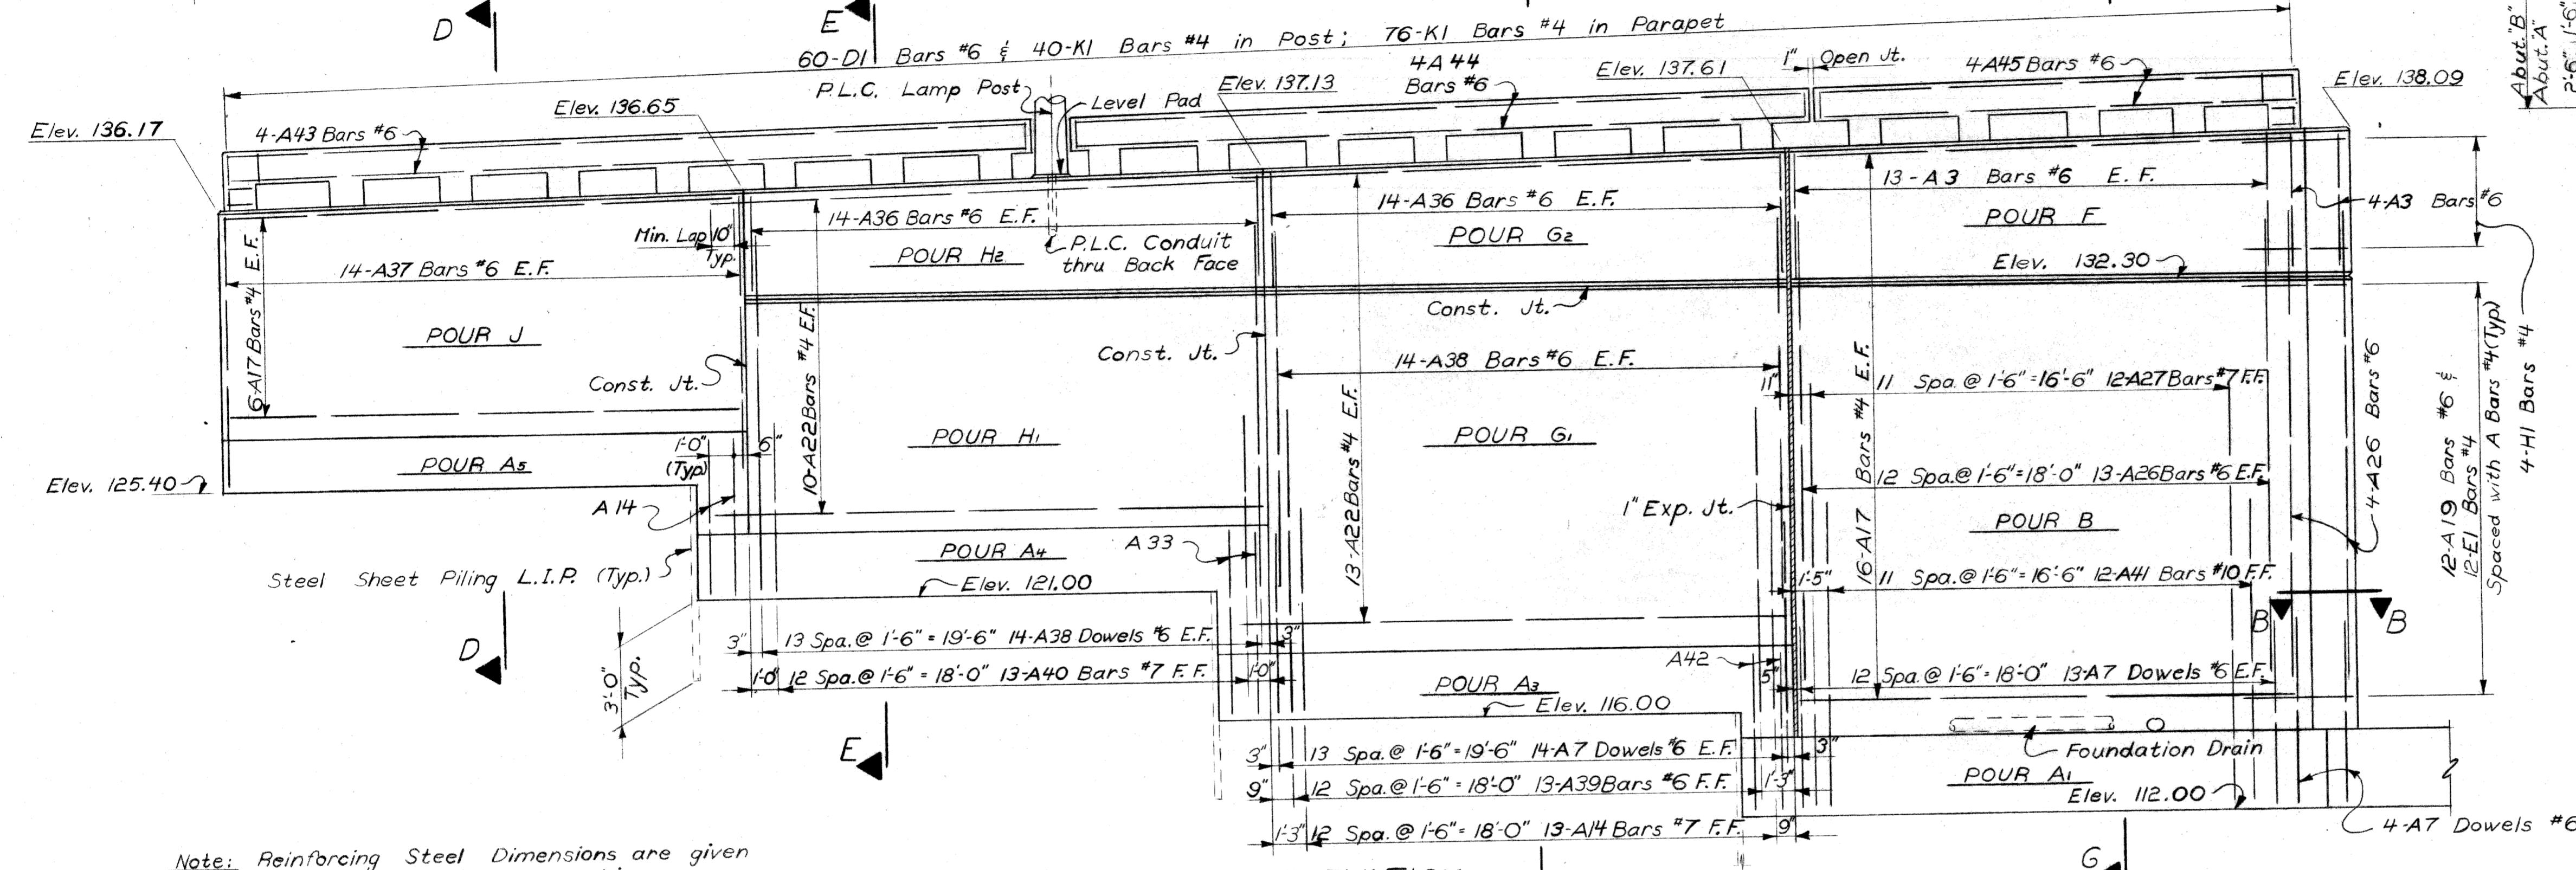 D
E
60-D1 Bars #6 & 40-K1 Bars #4 in Post; 76-K1 Bars #4 in Parapet
Abut."B"
Abut."A"
2'-6" 1'-6"
P.L.C. Lamp Post
Level Pad
Elev. 137.13
4A44
Bars #6
Elev. 137.61
1" Open Jt.
4A45 Bars #6
Elev. 138.09
Elev. 136.17
4-A43 Bars #6
Elev. 136.65
6-A17 Bars #4 E.F.
14-A37 Bars #6 E.F.
Min. Lap 10"
Typ.
14-A36 Bars #6 E.F.
POUR H2
P.L.C. Conduit
thru Back Face
14-A36 Bars #6 E.F.
POUR G2
13-A3 Bars #6 E.F.
POUR F
4-A3 Bars #6
Elev. 132.30
Const. Jt.
POUR J
Const. Jt.
10-A22 Bars #4 E.F.
Const. Jt.
14-A38 Bars #6 E.F.
13-A22 Bars #4 E.F.
11"
16-A17 Bars #4 E.F.
11 Spa.@ 1'-6"=16'-6" 12-A27 Bars #7 F.F.
4-A26 Bars #6
12-A19 Bars #6 &
12-E1 Bars #4
Spaced with A Bars #4 (Typ)
4-H1 Bars #4
POUR A5
1'-0"
(Typ)
6"
POUR H1
POUR G1
12 Spa.@ 1'-6"=18'-0" 13-A26 Bars #6 E.F.
Elev. 125.40
A14
1" Exp. Jt.
POUR B
POUR A4
A33
Steel Sheet Piling L.I.P. (Typ.)
Elev. 121.00
1'-5"
11 Spa.@ 1'-6"=16'-6" 12-A41 Bars #10 F.F.
B
B
3"
13 Spa.@ 1'-6"=19'-6" 14-A38 Dowels #6 E.F.
3"
D
3'-0"
Typ.
1'-0"
12 Spa.@ 1'-6"=18'-0" 13-A40 Bars #7 F.F.
1'-0"
A42
5"
12 Spa.@ 1'-6"=18'-0" 13-A7 Dowels #6 E.F.
POUR A3
Elev. 116.00
E
3"
13 Spa.@ 1'-6"=19'-6" 14-A7 Dowels #6 E.F.
3"
Foundation Drain
9"
12 Spa.@ 1'-6"=18'-0" 13-A39 Bars #6 F.F.
1'-3"
POUR A1
Elev. 112.00
1'-3"
12 Spa.@ 1'-6"=18'-0" 13-A14 Bars #7 F.F.
9"
4-A7 Dowels #6
Note: Reinforcing Steel Dimensions are given
G